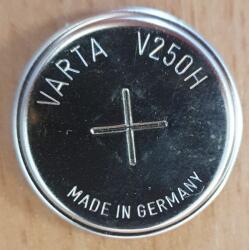 VARTA V250H
+
MADE IN GERMANY